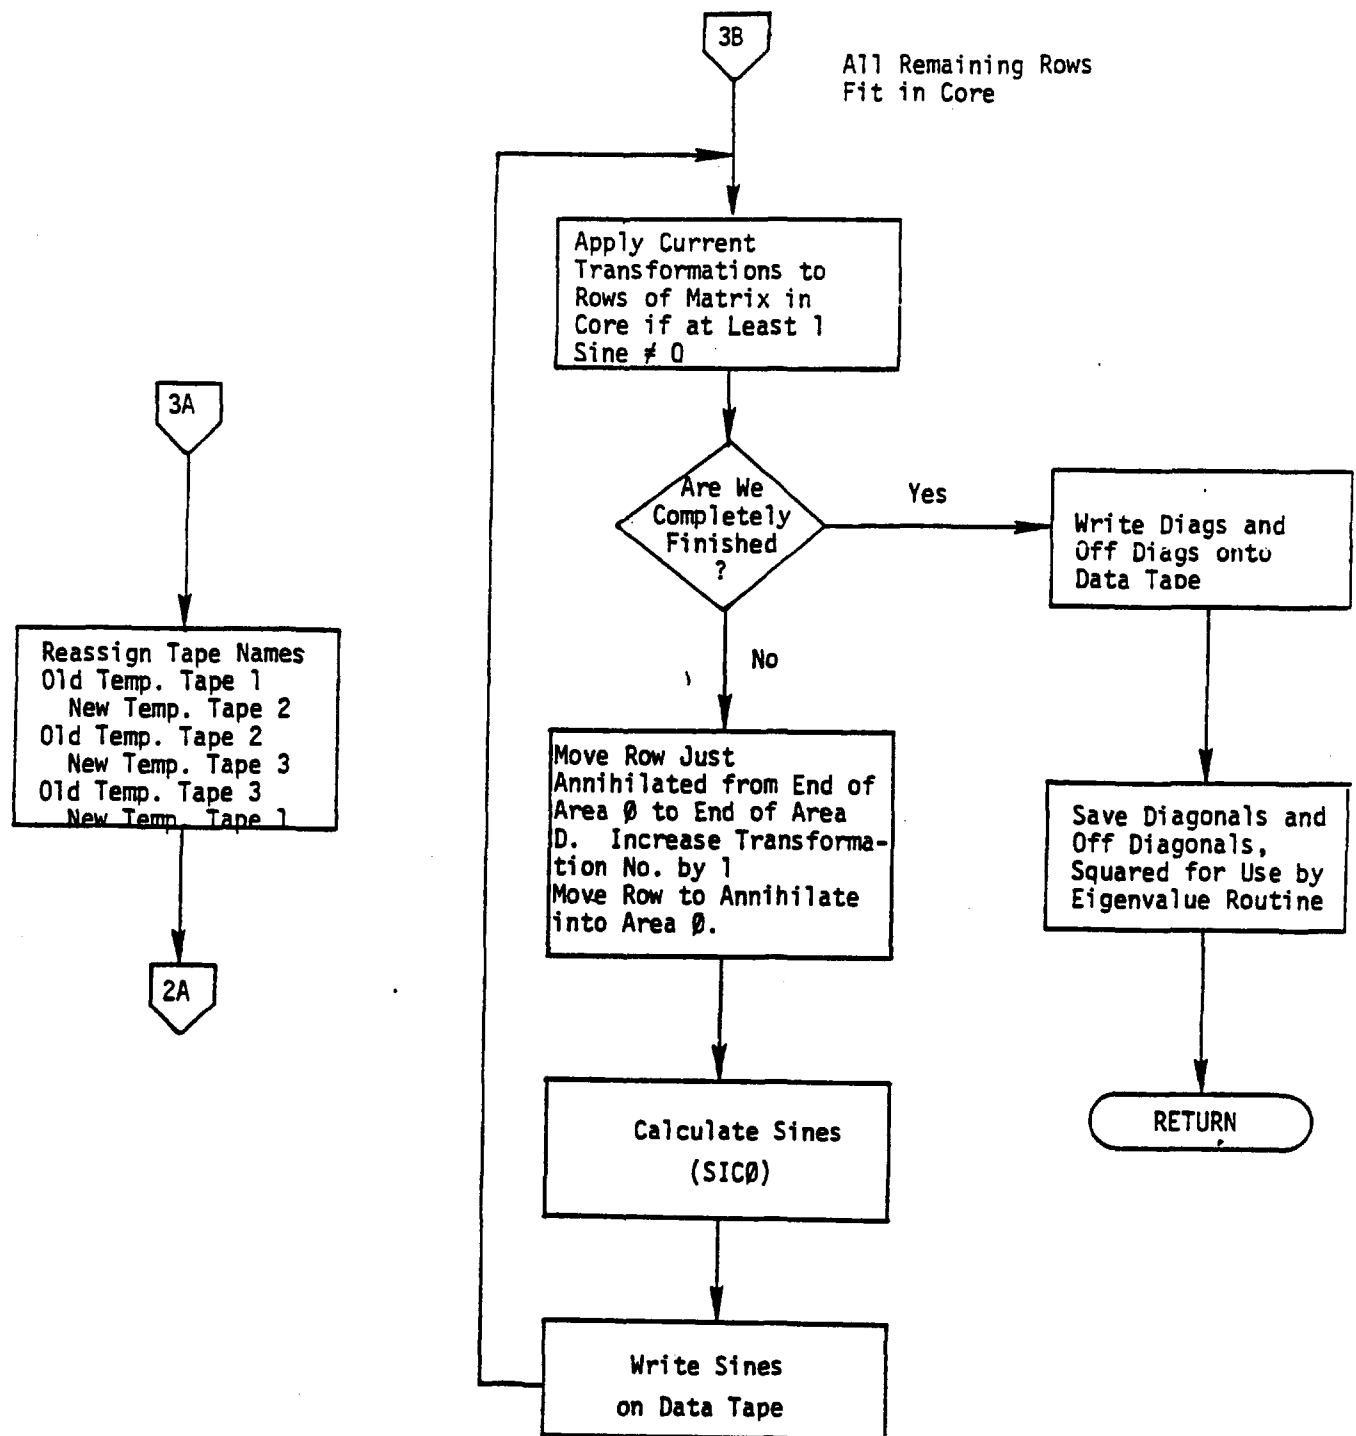 3B
All Remaining Rows
Fit in Core
Apply Current
Transformations to
Rows of Matrix in
Core if at Least 1
Sine ≠ 0
3A
Are We
Completely
Finished
?
Yes
No
Write Diags and
Off Diags onto
Data Tape
Reassign Tape Names
Old Temp. Tape 1
New Temp. Tape 2
Old Temp. Tape 2
New Temp. Tape 3
Old Temp. Tape 3
New Temp. Tape 1
Move Row Just
Annihilated from End of
Area Ø to End of Area
D. Increase Transforma-
tion No. by 1
Move Row to Annihilate
into Area Ø.
Save Diagonals and
Off Diagonals,
Squared for Use by
Eigenvalue Routine
2A
Calculate Sines
(SICØ)
RETURN
Write Sines
on Data Tape